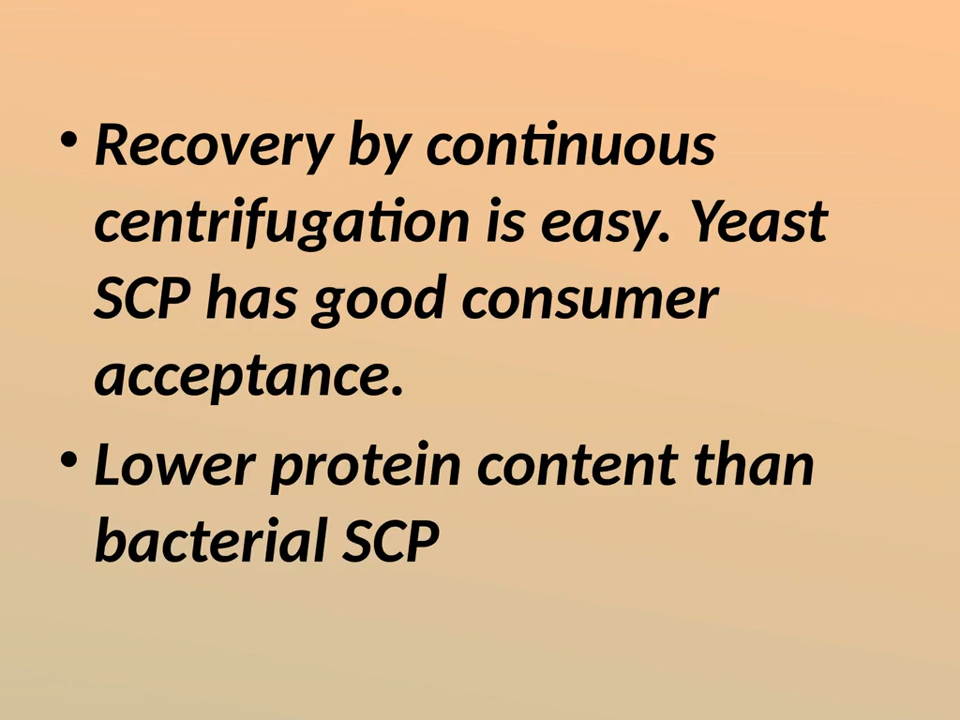 • Recovery by continuous
centrifugation is easy. Yeast
SCP has good consumer
acceptance.
• Lower protein content than
bacterial SCP